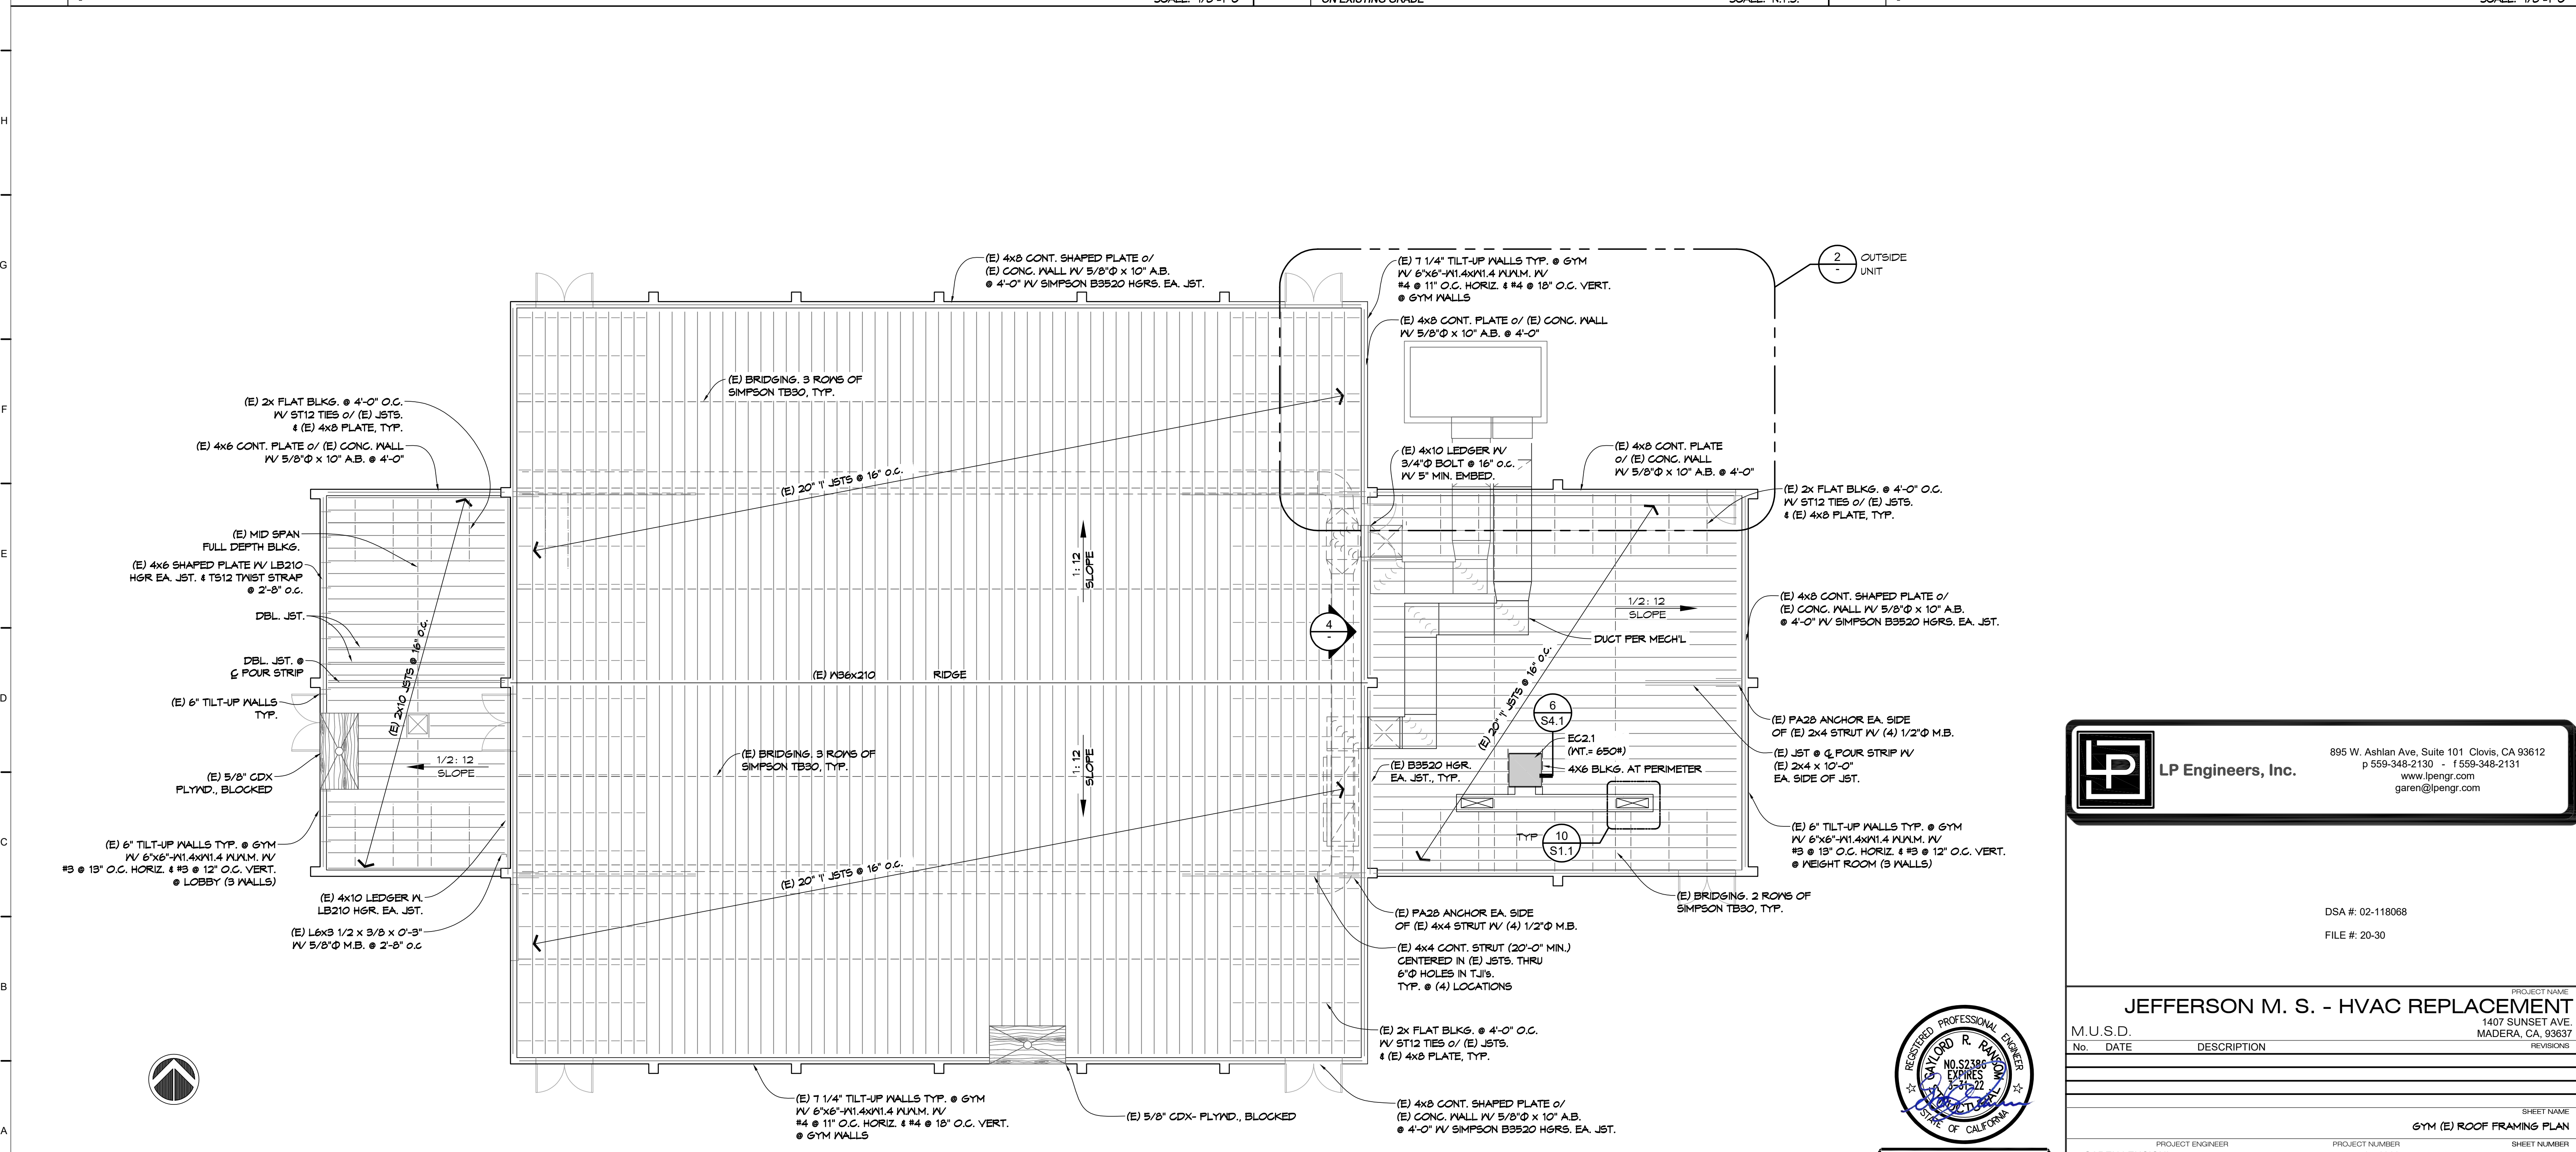 ON EXISTING GRADE
H
G
F
E
D
C
B
A
(E) 4x8 CONT. SHAPED PLATE o/
(E) CONC. WALL W/ 5/8"Φ x 10" A.B.
@ 4'-0" W/ SIMPSON B3520 HGRS. EA. JST.
(E) 7 1/4" TILT-UP WALLS TYP. @ GYM
W/ 6"x6"-W1.4xW1.4 W.W.M. W/
#4 @ 11" O.C. HORIZ. & #4 @ 18" O.C. VERT.
@ GYM WALLS
2
-
OUTSIDE
UNIT
(E) 4x8 CONT. PLATE o/ (E) CONC. WALL
W/ 5/8"Φ x 10" A.B. @ 4'-0"
(E) BRIDGING. 3 ROWS OF
SIMPSON TB30, TYP.
(E) 2x FLAT BLKG. @ 4'-0" O.C.
W/ ST12 TIES o/ (E) JSTS.
& (E) 4x8 PLATE, TYP.
(E) 4x6 CONT. PLATE o/ (E) CONC. WALL
W/ 5/8"Φ x 10" A.B. @ 4'-0"
(E) 20" 'I' JSTS @ 16" O.C.
(E) 4x10 LEDGER W/
3/4"Φ BOLT @ 16" o.c.
W/ 5" MIN. EMBED.
(E) 4x8 CONT. PLATE
o/ (E) CONC. WALL
W/ 5/8"Φ x 10" A.B. @ 4'-0"
(E) 2x FLAT BLKG. @ 4'-0" O.C.
W/ ST12 TIES o/ (E) JSTS.
& (E) 4x8 PLATE, TYP.
(E) MID SPAN
FULL DEPTH BLKG.
(E) 4x6 SHAPED PLATE W/ LB210
HGR EA. JST. & TS12 TWIST STRAP
@ 2'-8" o.c.
DBL. JST.
DBL. JST. @
℄ POUR STRIP
(E) 2x10 JSTS @ 16" O.C.
(E) 6" TILT-UP WALLS
TYP.
1/2: 12
SLOPE
(E) 5/8" CDX
PLYWD., BLOCKED
(E) 6" TILT-UP WALLS TYP. @ GYM
W/ 6"x6"-W1.4xW1.4 W.W.M. W/
#3 @ 13" O.C. HORIZ. & #3 @ 12" O.C. VERT.
@ LOBBY (3 WALLS)
(E) 4x10 LEDGER W.
LB210 HGR. EA. JST.
(E) L6x3 1/2 x 3/8 x 0'-3"
W/ 5/8"Φ M.B. @ 2'-8" o.c
1: 12
SLOPE
(E) W36x210
RIDGE
(E) BRIDGING. 3 ROWS OF
SIMPSON TB30, TYP.
1: 12
SLOPE
(E) 20" 'I' JSTS @ 16" O.C.
4
-
1/2: 12
SLOPE
DUCT PER MECH'L
(E) 20" 'I' JSTS @ 16" O.C.
6
S4.1
EC2.1
(WT.= 650#)
4X6 BLKG. AT PERIMETER
(E) B3520 HGR.
EA. JST., TYP.
TYP
10
S1.1
(E) 4x8 CONT. SHAPED PLATE o/
(E) CONC. WALL W/ 5/8"Φ x 10" A.B.
@ 4'-0" W/ SIMPSON B3520 HGRS. EA. JST.
(E) PA28 ANCHOR EA. SIDE
OF (E) 2x4 STRUT W/ (4) 1/2"Φ M.B.
(E) JST @ ℄ POUR STRIP W/
(E) 2x4 x 10'-0"
EA. SIDE OF JST.
(E) 6" TILT-UP WALLS TYP. @ GYM
W/ 6"x6"-W1.4xW1.4 W.W.M. W/
#3 @ 13" O.C. HORIZ. & #3 @ 12" O.C. VERT.
@ WEIGHT ROOM (3 WALLS)
(E) BRIDGING. 2 ROWS OF
SIMPSON TB30, TYP.
(E) PA28 ANCHOR EA. SIDE
OF (E) 4x4 STRUT W/ (4) 1/2"Φ M.B.
(E) 4x4 CONT. STRUT (20'-0" MIN.)
CENTERED IN (E) JSTS. THRU
6"Φ HOLES IN TJI's.
TYP. @ (4) LOCATIONS
(E) 2x FLAT BLKG. @ 4'-0" O.C.
W/ ST12 TIES o/ (E) JSTS.
& (E) 4x8 PLATE, TYP.
(E) 7 1/4" TILT-UP WALLS TYP. @ GYM
W/ 6"x6"-W1.4xW1.4 W.W.M. W/
#4 @ 11" O.C. HORIZ. & #4 @ 18" O.C. VERT.
@ GYM WALLS
(E) 5/8" CDX- PLYWD., BLOCKED
(E) 4x8 CONT. SHAPED PLATE o/
(E) CONC. WALL W/ 5/8"Φ x 10" A.B.
@ 4'-0" W/ SIMPSON B3520 HGRS. EA. JST.
LP
LP Engineers, Inc.
895 W. Ashlan Ave, Suite 101 Clovis, CA 93612
p 559-348-2130 - f 559-348-2131
www.lpengr.com
garen@lpengr.com
DSA #: 02-118068
FILE #: 20-30
PROJECT NAME
JEFFERSON M. S. - HVAC REPLACEMENT
1407 SUNSET AVE.
M.U.S.D.
MADERA, CA, 93637
No. DATE DESCRIPTION REVISIONS
SHEET NAME
GYM (E) ROOF FRAMING PLAN
PROJECT ENGINEER PROJECT NUMBER SHEET NUMBER
REGISTERED PROFESSIONAL ENGINEER
GAYLORD R. RANSOM
NO.S2386
EXPIRES
3-31-22
STRUCTURAL
STATE OF CALIFORNIA